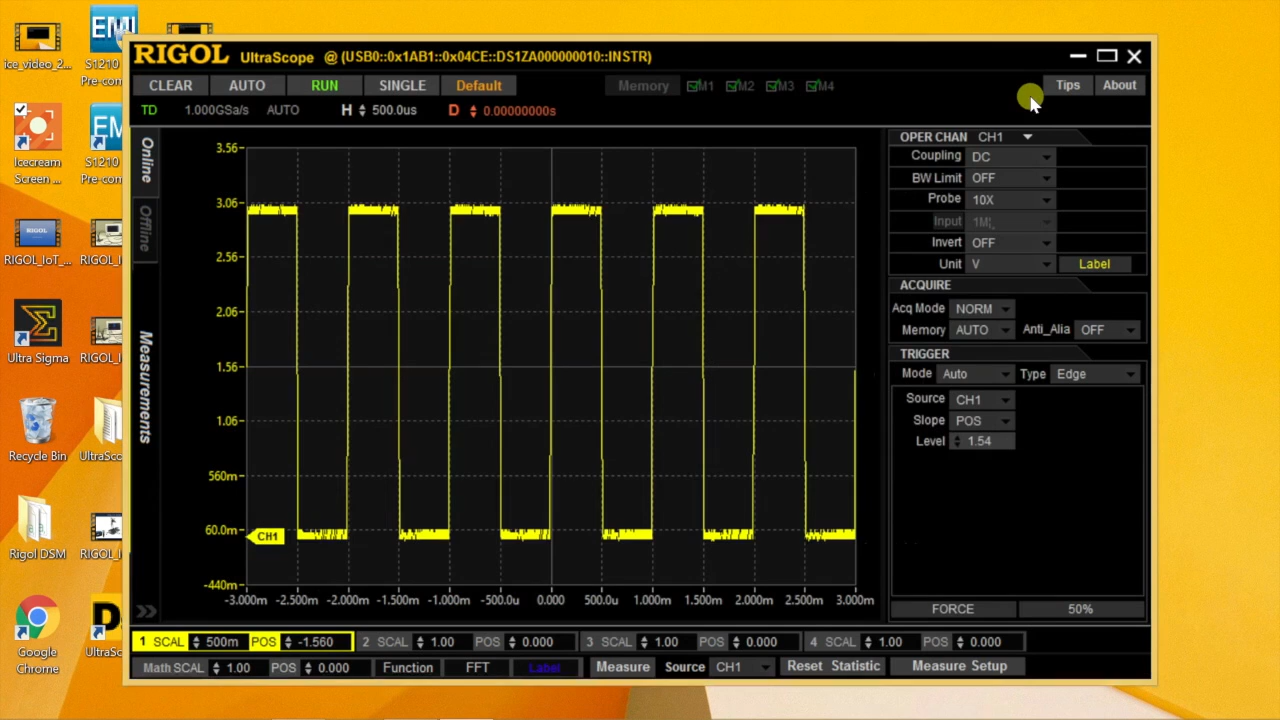 ice_video_2...
EMI
S1210
Pre-com
RIGOL UltraScope @ (USB0::0x1AB1::0x04CE::DS1ZA000000010::INSTR)
CLEAR AUTO RUN SINGLE Default Memory M1 M2 M3 M4 Tips About
TD 1.000GSa/s AUTO H 500.0us D 0.00000000s
Icecream
Screen ...
EM
S1210
Pre-com
RIGOL
RIGOL_IoT_...
RIGOL_I
Ultra Sigma
RIGOL_I
Recycle Bin
UltraSco
Rigol DSM
RIGOL_I
Google
Chrome
D
UltraSc
Online
Offline
Measurements
3.56
3.06
2.56
2.06
1.56
1.06
560m
60.0m
-440m
CH1
-3.000m -2.500m -2.000m -1.500m -1.000m -500.0u 0.000 500.0u 1.000m 1.500m 2.000m 2.500m 3.000m
OPER CHAN CH1
Coupling DC
BW Limit OFF
Probe 10X
Input
Invert OFF
Unit V Label
ACQUIRE
Acq Mode NORM
Memory AUTO Anti_Alia OFF
TRIGGER
Mode Auto Type Edge
Source CH1
Slope POS
Level 1.54
FORCE 50%
1 SCAL 500m POS -1.560 2 SCAL 1.00 POS 0.000 3 SCAL 1.00 POS 0.000 4 SCAL 1.00 POS 0.000
Math SCAL 1.00 POS 0.000 Function FFT Label Measure Source CH1 Reset Statistic Measure Setup